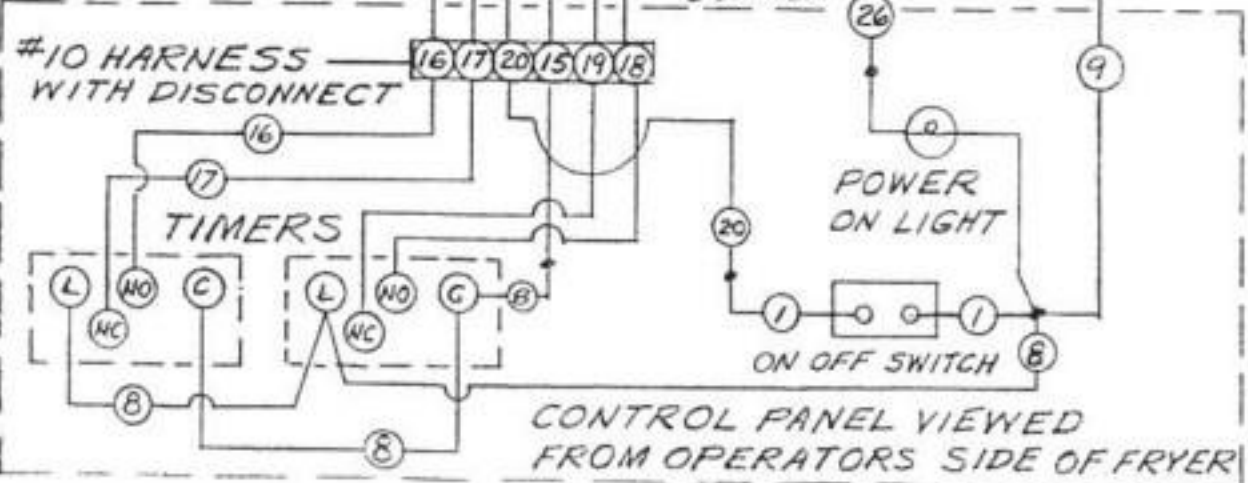 26
#10 HARNESS
WITH DISCONNECT
16 17 20 15 19 18
9
16
17
POWER
ON LIGHT
TIMERS
20
L NO C
NC
L NO C
NC
8
1
1
8
ON OFF SWITCH
8
8
CONTROL PANEL VIEWED
FROM OPERATORS SIDE OF FRYER